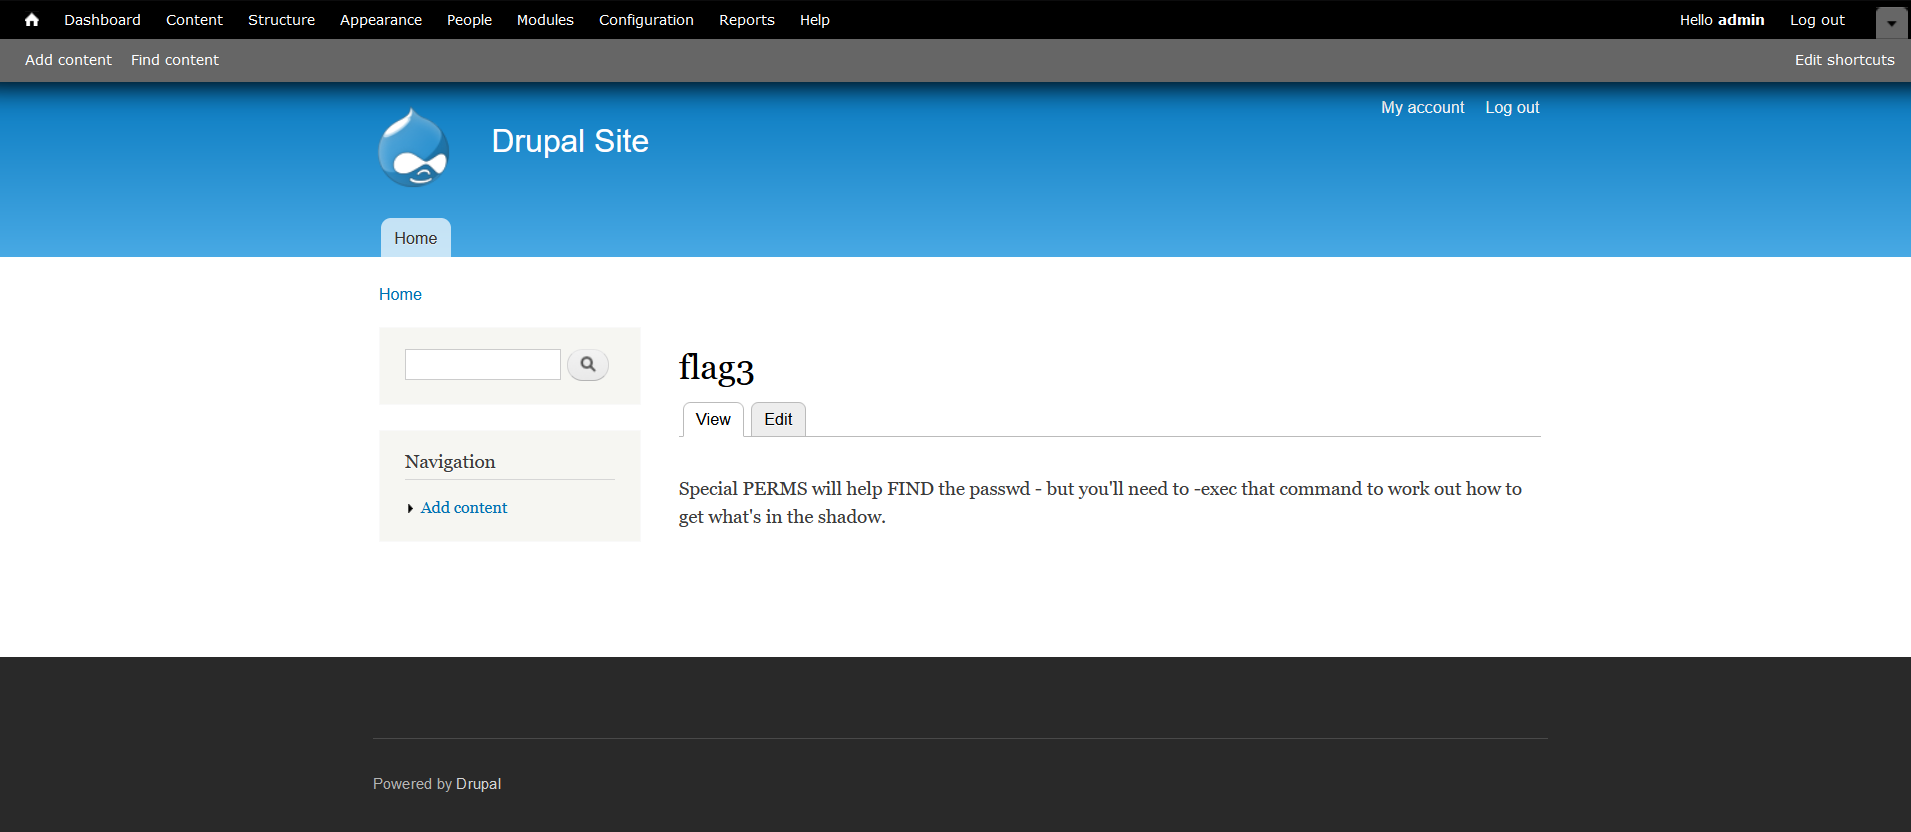 Dashboard Content Structure Appearance People Modules Configuration Reports Help Hello admin Log out
Add content Find content Edit shortcuts
My account Log out
Drupal Site
Home
Home
flag3
View Edit
Navigation
Add content
Special PERMS will help FIND the passwd - but you'll need to -exec that command to work out how to
get what's in the shadow.
Powered by Drupal